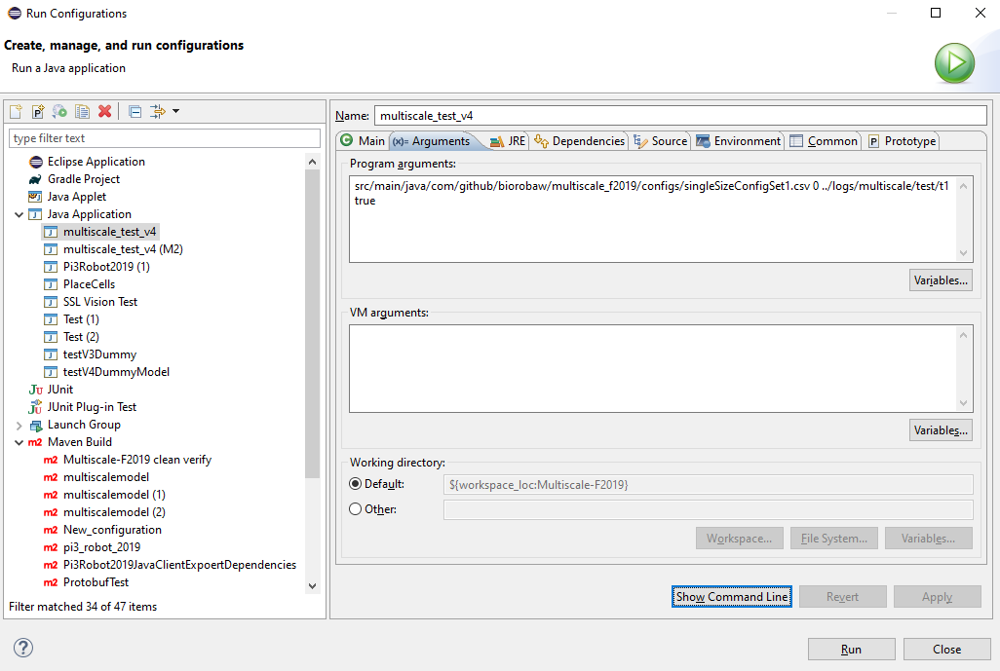 Run Configurations
Create, manage, and run configurations
Run a Java application
type filter text
Eclipse Application
Gradle Project
Java Applet
Java Application
multiscale_test_v4
multiscale_test_v4 (M2)
Pi3Robot2019 (1)
PlaceCells
SSL Vision Test
Test (1)
Test (2)
testV3Dummy
testV4DummyModel
JUnit
JUnit Plug-in Test
Launch Group
Maven Build
Multiscale-F2019 clean verify
multiscalemodel
multiscalemodel (1)
multiscalemodel (2)
New_configuration
pi3_robot_2019
Pi3Robot2019JavaClientExpoertDependencies
ProtobufTest
Filter matched 34 of 47 items
Name: multiscale_test_v4
Main (x)= Arguments JRE Dependencies Source Environment Common Prototype
Program arguments:
src/main/java/com/github/biorobaw/multiscale_f2019/configs/singleSizeConfigSet1.csv 0 ../logs/multiscale/test/t1
true
Variables...
VM arguments:
Variables...
Working directory:
Default: ${workspace_loc:Multiscale-F2019}
Other:
Workspace... File System... Variables...
Show Command Line Revert Apply
Run Close